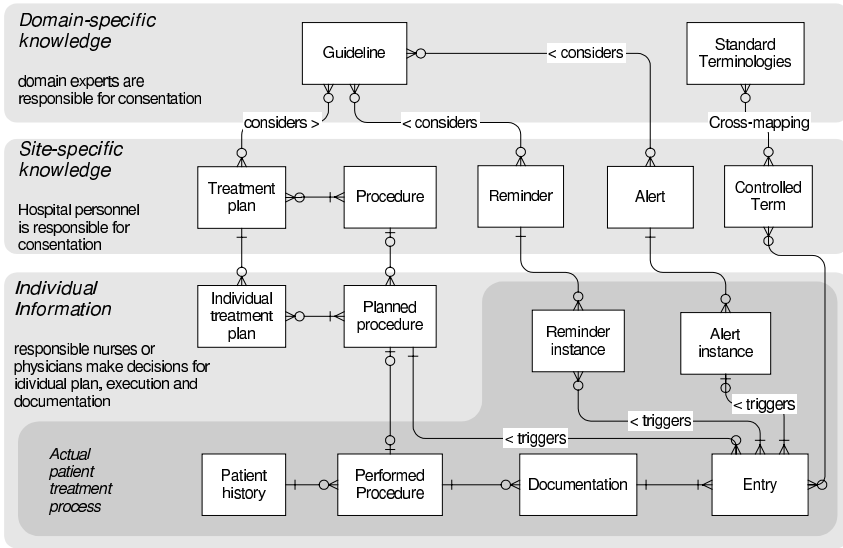 Domain-specific
knowledge
domain experts are
responsible for consentation
Guideline
< considers
Standard
Terminologies
considers >
< considers
Cross-mapping
Site-specific
knowledge
Hospital personnel
is responsible for
consentation
Treatment
plan
Procedure
Reminder
Alert
Controlled
Term
Individual
Information
responsible nurses or
physicians make decisions for
idividual plan, execution and
documentation
Individual
treatment
plan
Planned
procedure
Reminder
instance
Alert
instance
< triggers
< triggers
< triggers
Actual
patient
treatment
process
Patient
history
Performed
Procedure
Documentation
Entry